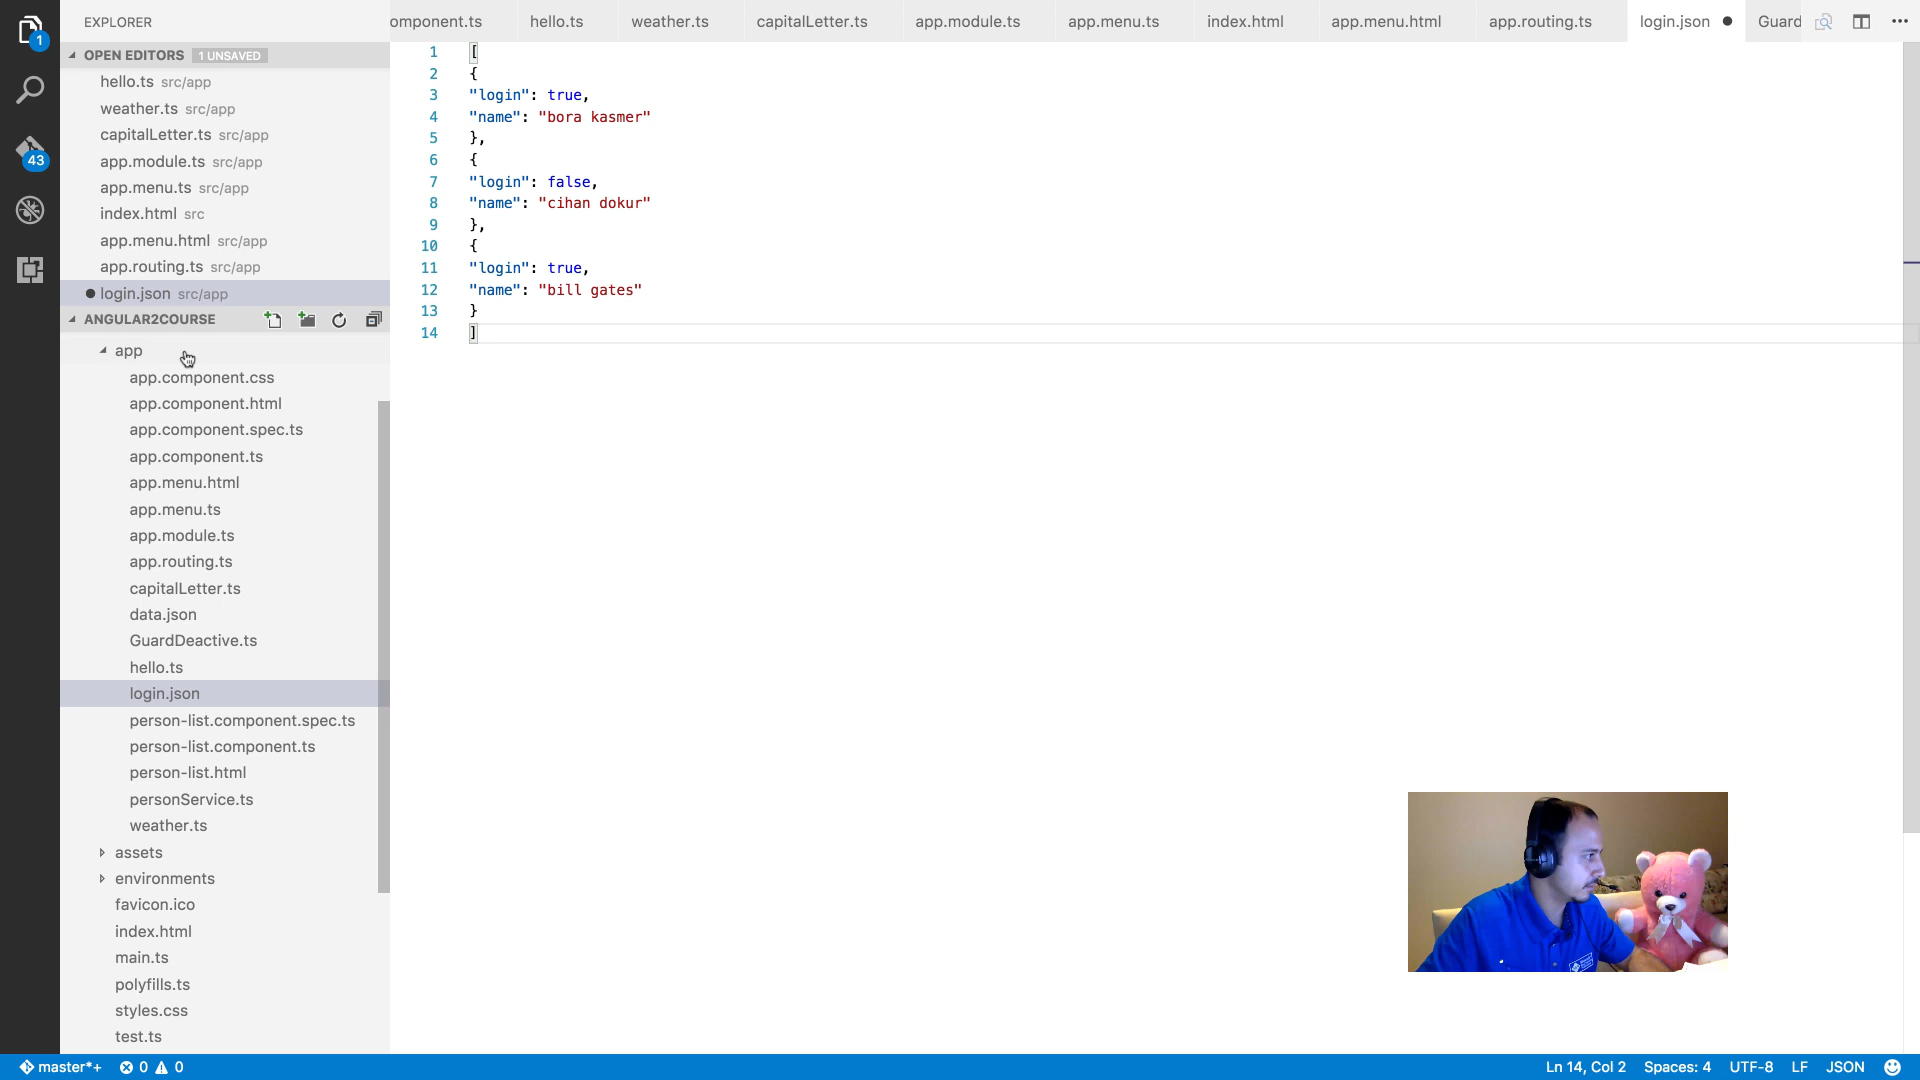 EXPLORER
omponent.ts hello.ts weather.ts capitalLetter.ts app.module.ts app.menu.ts index.html app.menu.html app.routing.ts login.json Guard
OPEN EDITORS 1 UNSAVED
hello.ts src/app
weather.ts src/app
capitalLetter.ts src/app
app.module.ts src/app
app.menu.ts src/app
index.html src
app.menu.html src/app
app.routing.ts src/app
login.json src/app
ANGULAR2COURSE
app
app.component.css
app.component.html
app.component.spec.ts
app.component.ts
app.menu.html
app.menu.ts
app.module.ts
app.routing.ts
capitalLetter.ts
data.json
GuardDeactive.ts
hello.ts
login.json
person-list.component.spec.ts
person-list.component.ts
person-list.html
personService.ts
weather.ts
assets
environments
favicon.ico
index.html
main.ts
polyfills.ts
styles.css
test.ts
1
43
1 [
2 {
3 "login": true,
4 "name": "bora kasmer"
5 },
6 {
7 "login": false,
8 "name": "cihan dokur"
9 },
10 {
11 "login": true,
12 "name": "bill gates"
13 }
14 ]
master*+ 0 0 Ln 14, Col 2 Spaces: 4 UTF-8 LF JSON